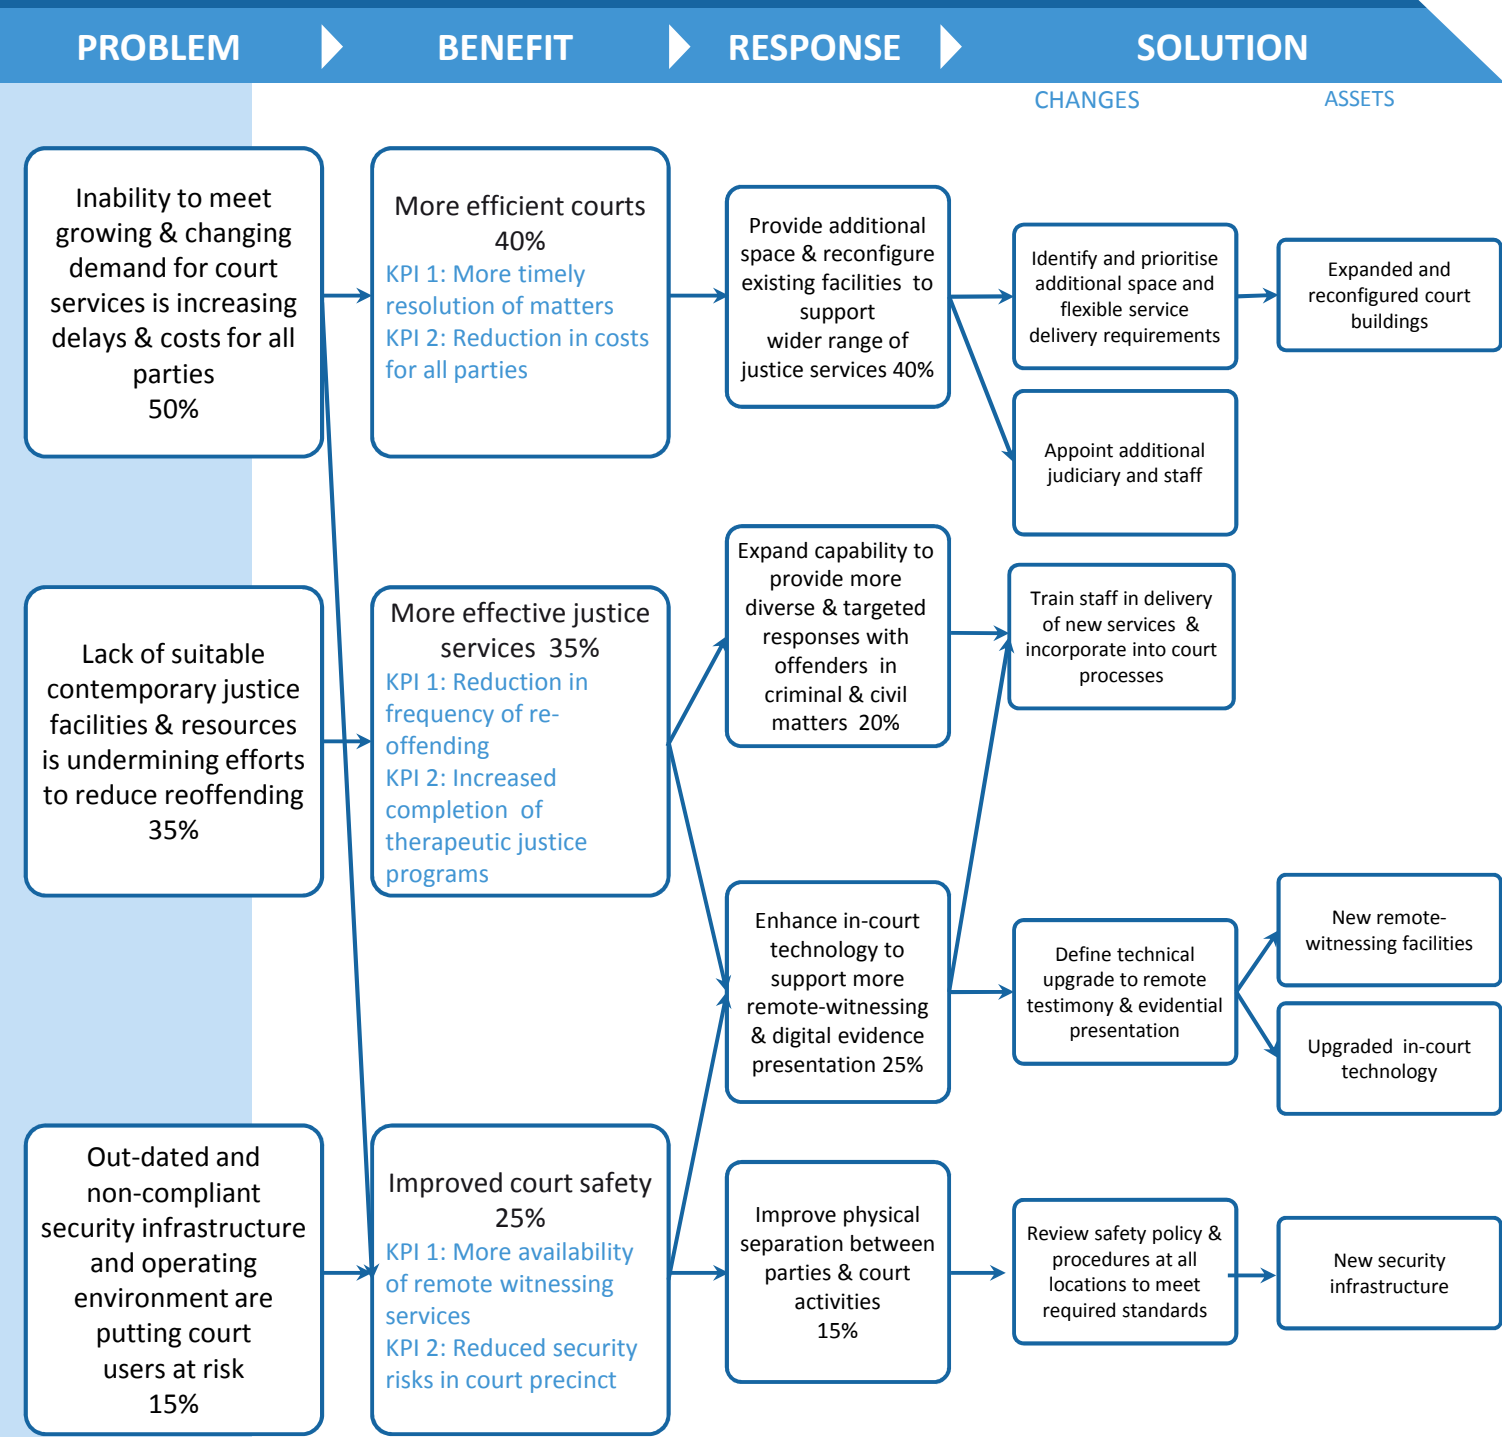 PROBLEM
BENEFIT
RESPONSE
SOLUTION
CHANGES
ASSETS
Inability to meet
growing & changing
demand for court
services is increasing
delays & costs for all
parties
50%
More efficient courts
40%
KPI 1: More timely
resolution of matters
KPI 2: Reduction in costs
for all parties
Provide additional
space & reconfigure
existing facilities to
support
wider range of
justice services 40%
Identify and prioritise
additional space and
flexible service
delivery requirements
Expanded and
reconfigured court
buildings
Appoint additional
judiciary and staff
Lack of suitable
contemporary justice
facilities & resources
is undermining efforts
to reduce reoffending
35%
More effective justice
services 35%
KPI 1: Reduction in
frequency of re-
offending
KPI 2: Increased
completion of
therapeutic justice
programs
Expand capability to
provide more
diverse & targeted
responses with
offenders in
criminal & civil
matters 20%
Train staff in delivery
of new services &
incorporate into court
processes
Enhance in-court
technology to
support more
remote-witnessing
& digital evidence
presentation 25%
Define technical
upgrade to remote
testimony & evidential
presentation
New remote-
witnessing facilities
Upgraded in-court
technology
Out-dated and
non-compliant
security infrastructure
and operating
environment are
putting court
users at risk
15%
Improved court safety
25%
KPI 1: More availability
of remote witnessing
services
KPI 2: Reduced security
risks in court precinct
Improve physical
separation between
parties & court
activities
15%
Review safety policy &
procedures at all
locations to meet
required standards
New security
infrastructure